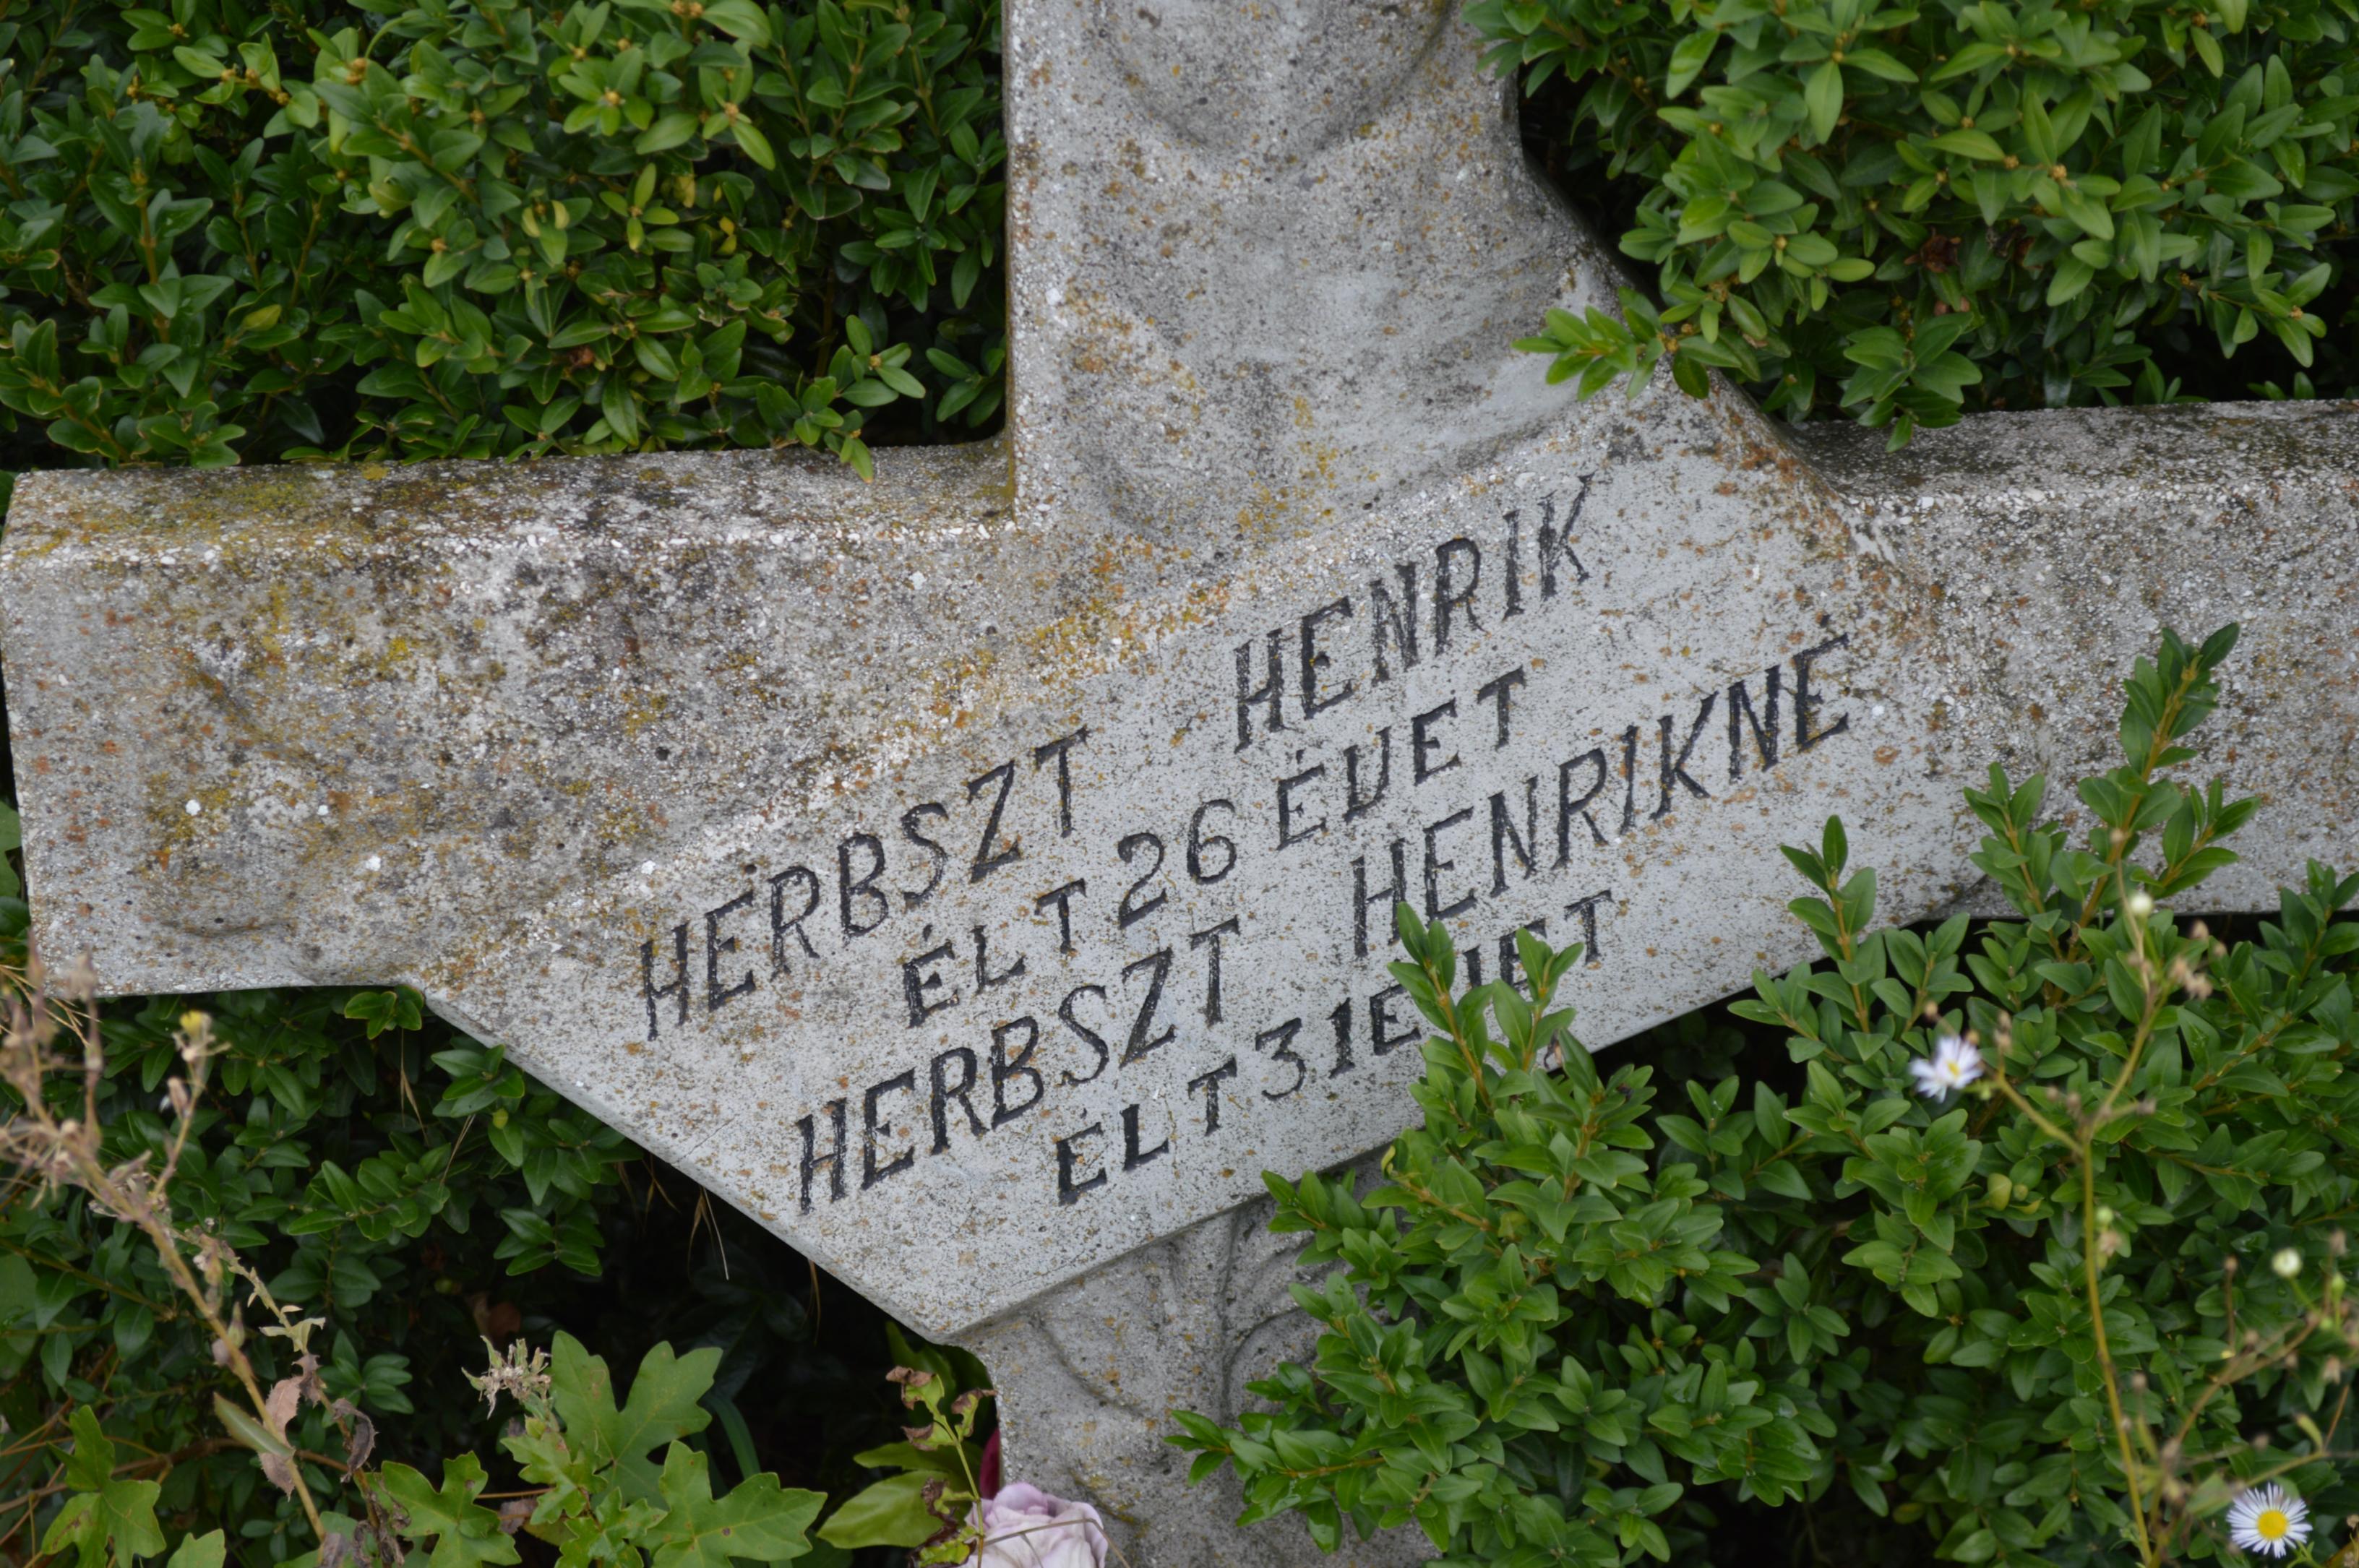 HERBSZT HENRIK
ÉLT 26 ÉVET
HERBSZT HENRIKNÉ
ÉLT 31 ÉVET